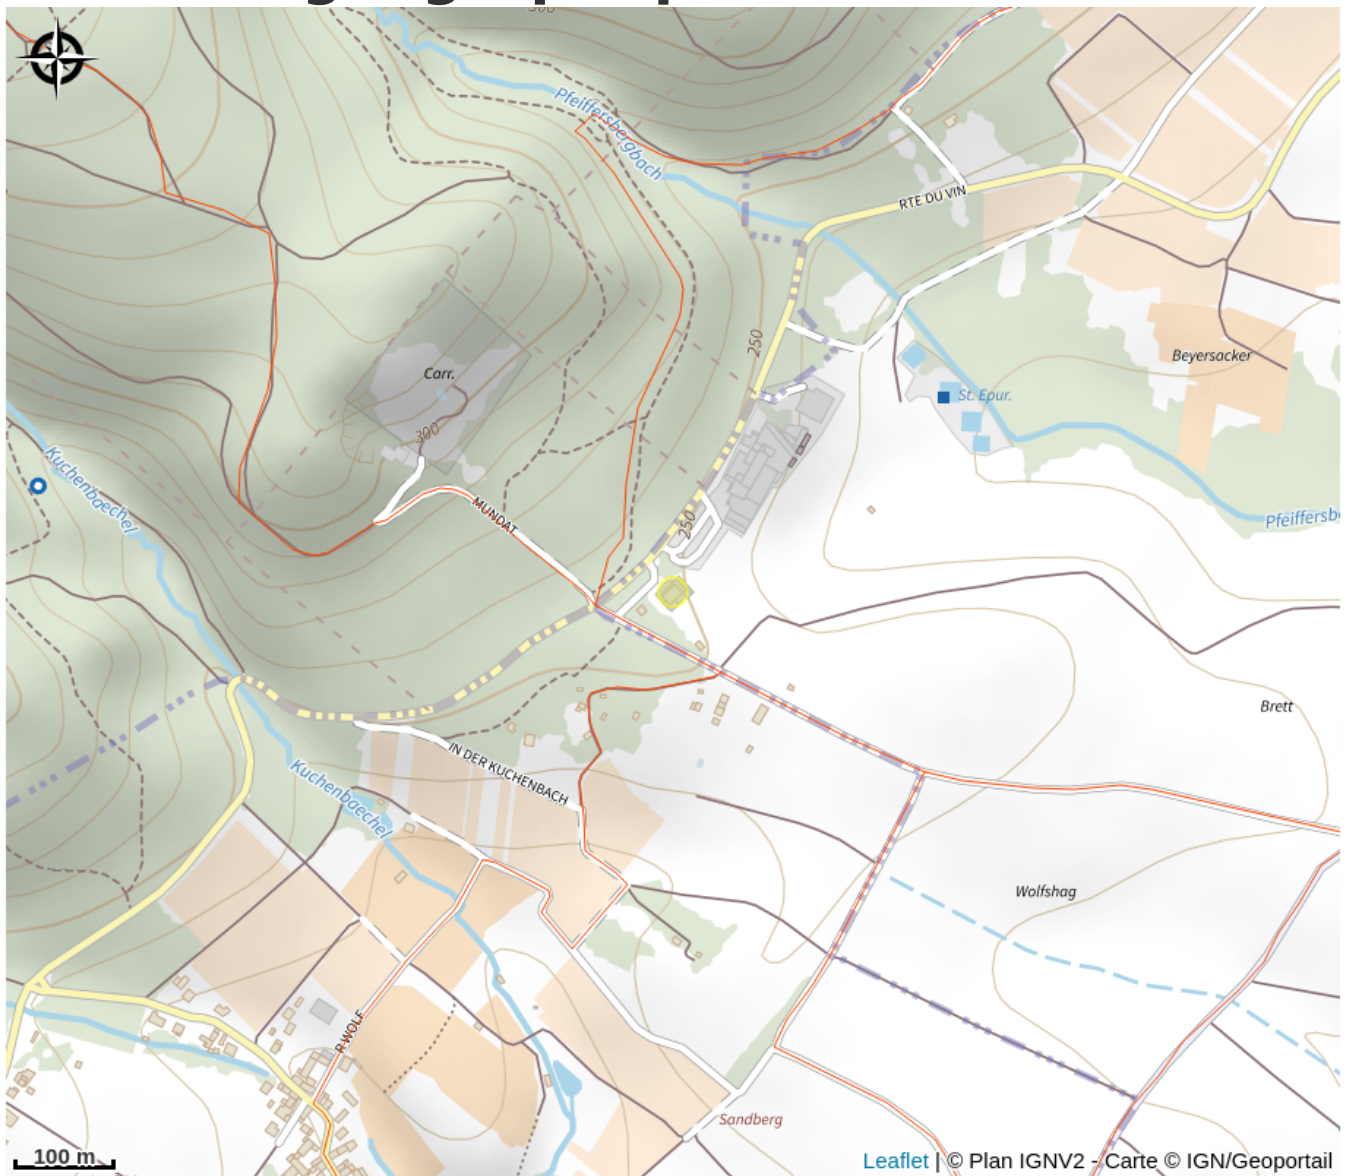 Pfeiffersbergbach
RTE DU VIN
250
Beyersacker
Carr.
St. Epur.
300
Kuchenbaechel
MUNDAT
250
Brett
IN DER KUCHENBACH
Kuchenbaechel
Wolfshag
R WOLF
Sandberg
100 m
Leaflet | © Plan IGNV2 - Carte © IGN/Geoportail